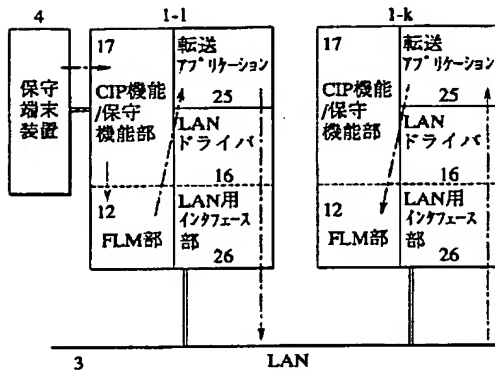 4
保守
端末
装置
1-1
17
CIP機能
/保守
機能部
12
FLM部
転送
アプリケーション
25
LAN
ドライバ
16
LAN用
インタフェース
部
26
1-k
17
CIP機能
/保守
機能部
12
FLM部
転送
アプリケーション
25
LAN
ドライバ
16
LAN用
インタフェース
部
26
3
LAN